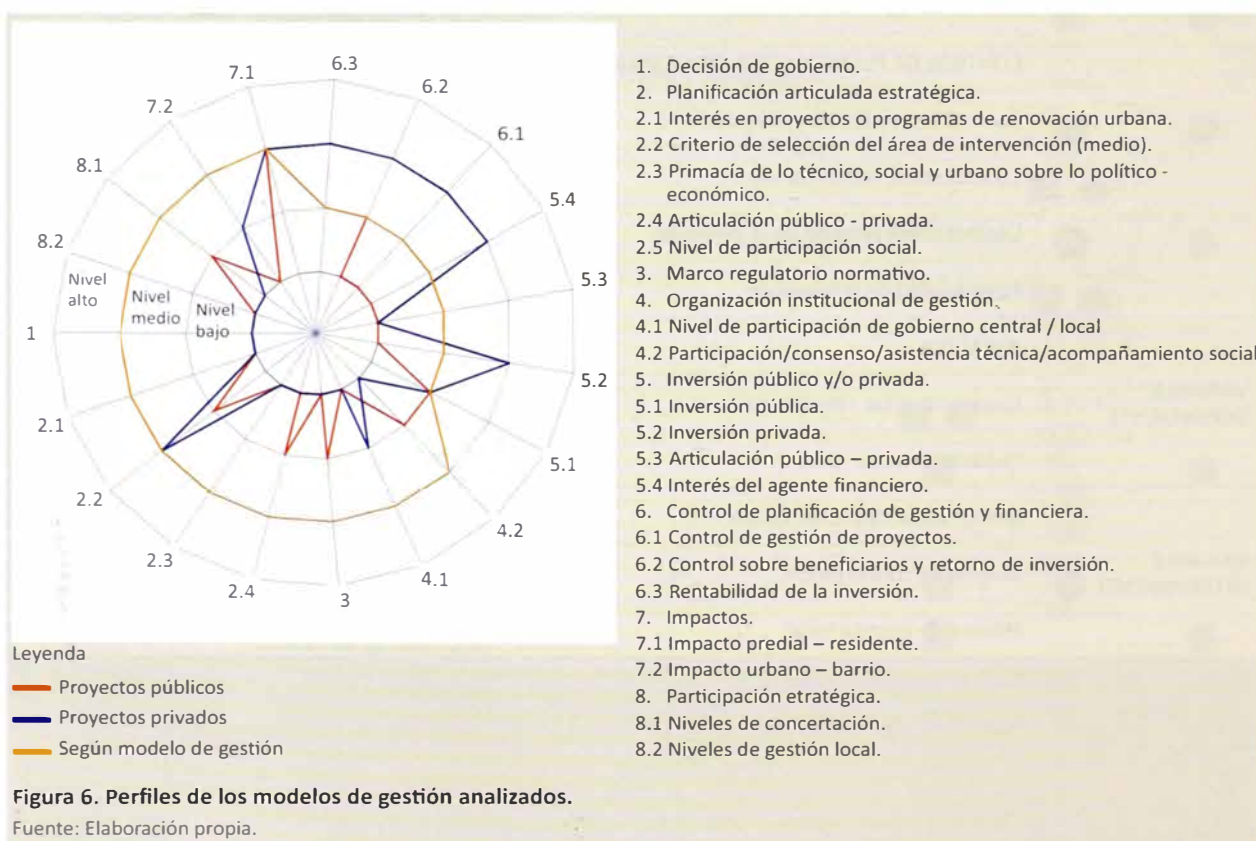 6.3
7.1
6.2
7.2
6.1
8.1
5.4
8.2
5.3
Nivel
alto
Nivel
medio
Nivel
bajo
1
5.2
2.1
5.1
2.2
4.2
2.3
4.1
2.4
3
1. Decisión de gobierno.
2. Planificación articulada estratégica.
2.1 Interés en proyectos o programas de renovación urbana.
2.2 Criterio de selección del área de intervención (medio).
2.3 Primacía de lo técnico, social y urbano sobre lo político -
económico.
2.4 Articulación público - privada.
2.5 Nivel de participación social.
3. Marco regulatorio normativo.
4. Organización institucional de gestión.
4.1 Nivel de participación de gobierno central / local
4.2 Participación/consenso/asistencia técnica/acompañamiento social
5. Inversión público y/o privada.
5.1 Inversión pública.
5.2 Inversión privada.
5.3 Articulación público – privada.
5.4 Interés del agente financiero.
6. Control de planificación de gestión y financiera.
6.1 Control de gestión de proyectos.
6.2 Control sobre beneficiarios y retorno de inversión.
6.3 Rentabilidad de la inversión.
7. Impactos.
7.1 Impacto predial – residente.
7.2 Impacto urbano – barrio.
8. Participación etratégica.
8.1 Niveles de concertación.
8.2 Niveles de gestión local.
Leyenda
Proyectos públicos
Proyectos privados
Según modelo de gestión
Figura 6. Perfiles de los modelos de gestión analizados.
Fuente: Elaboración propia.